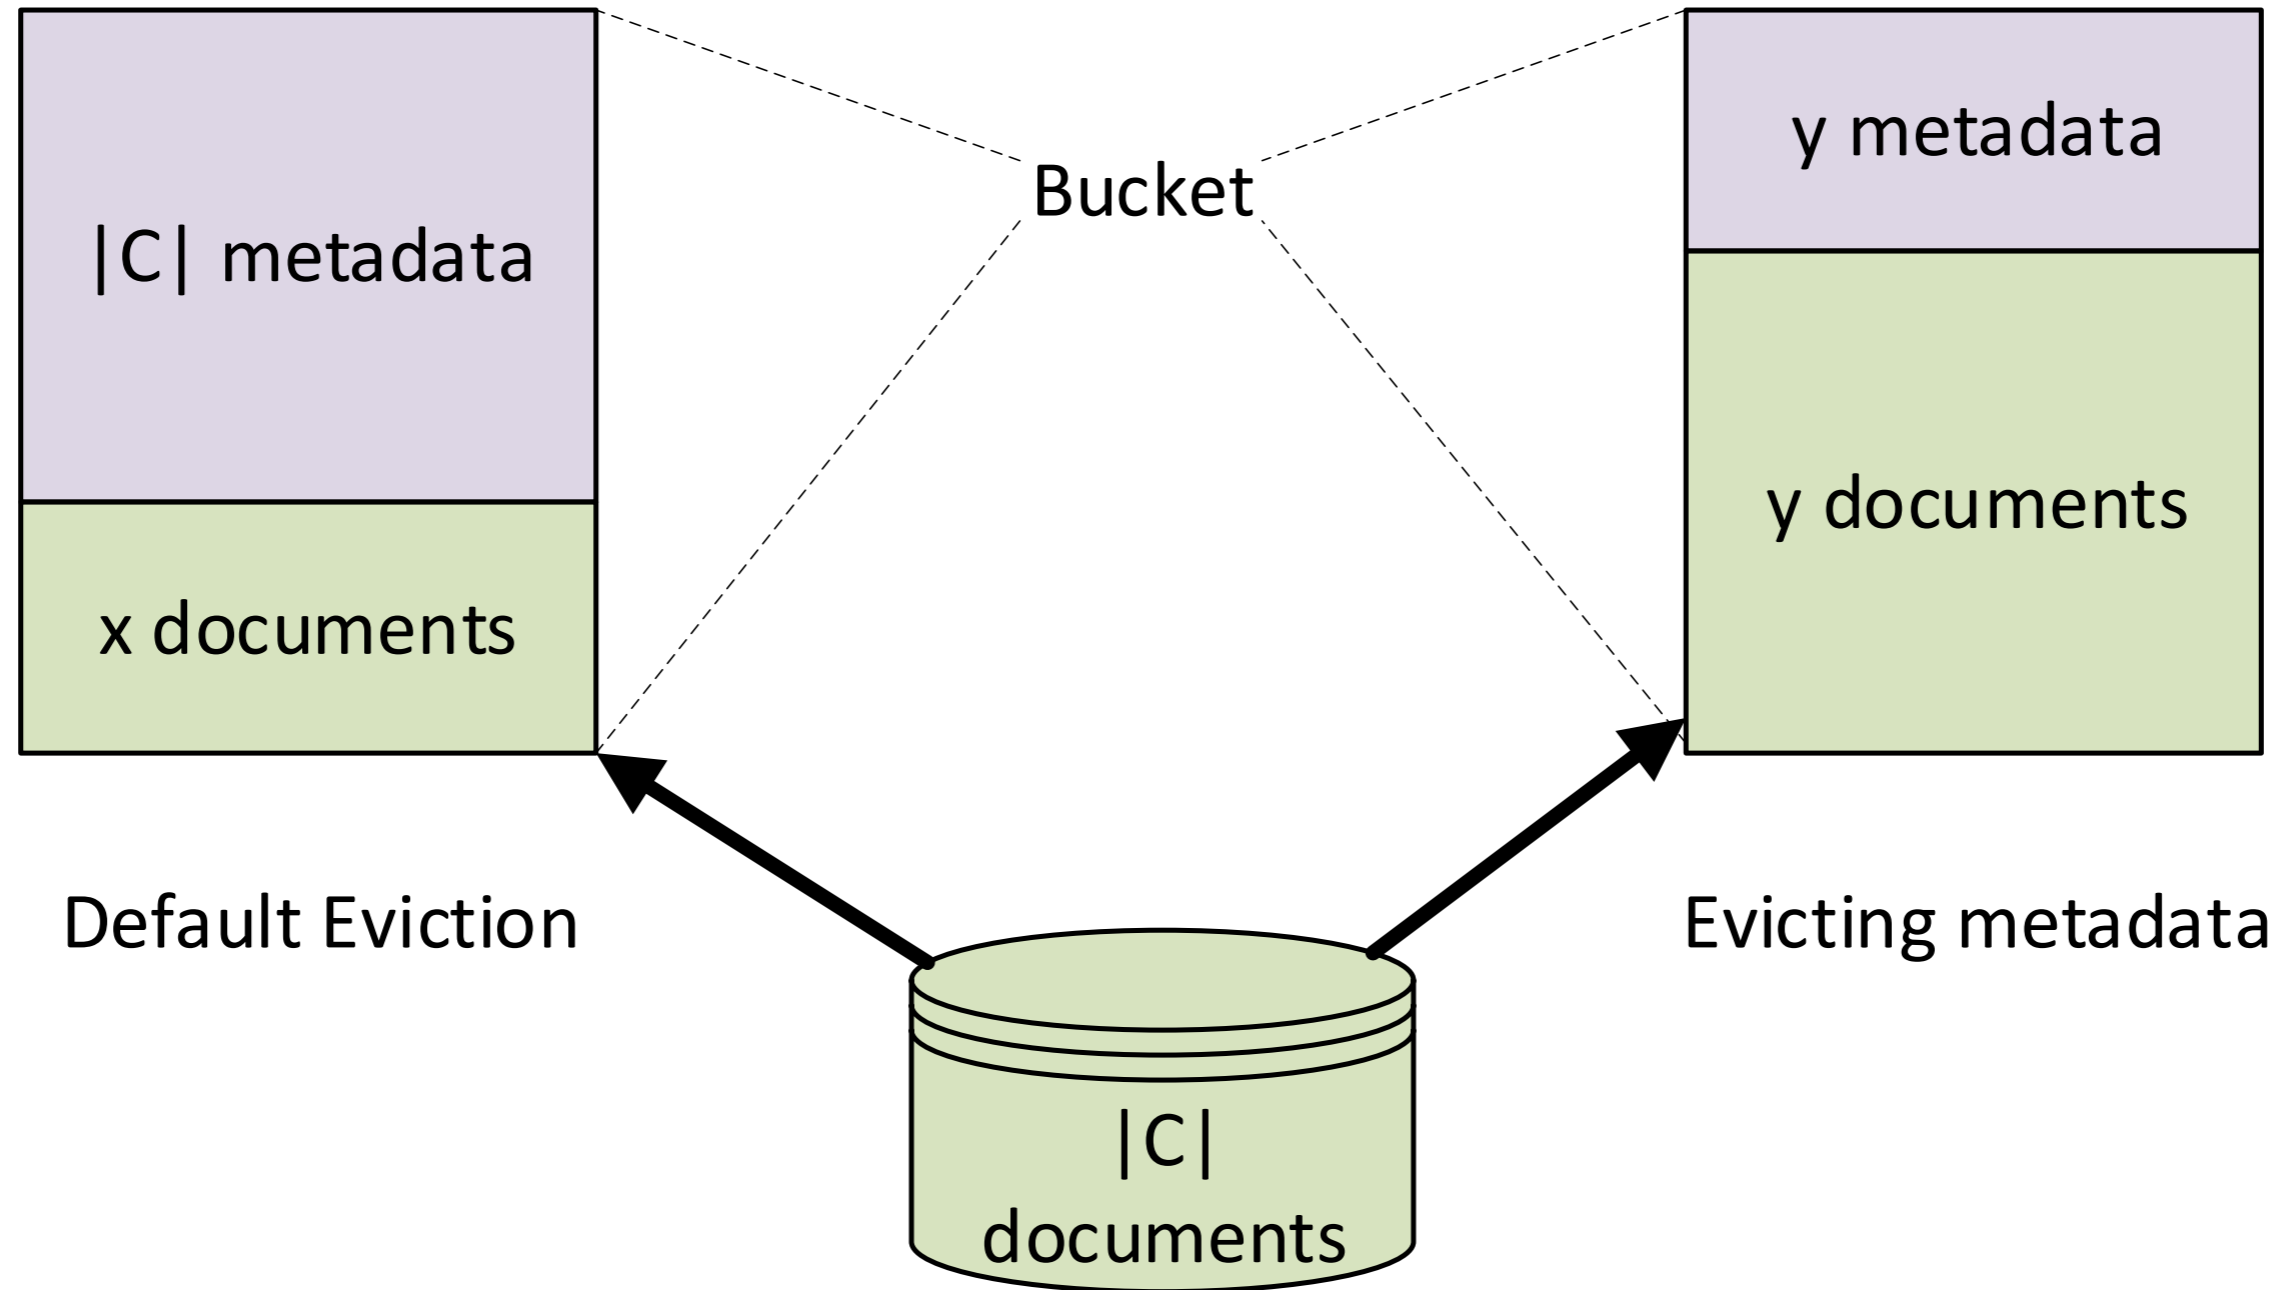 |C| metadata
x documents
Bucket
y metadata
y documents
Default Eviction
Evicting metadata
|C|
documents